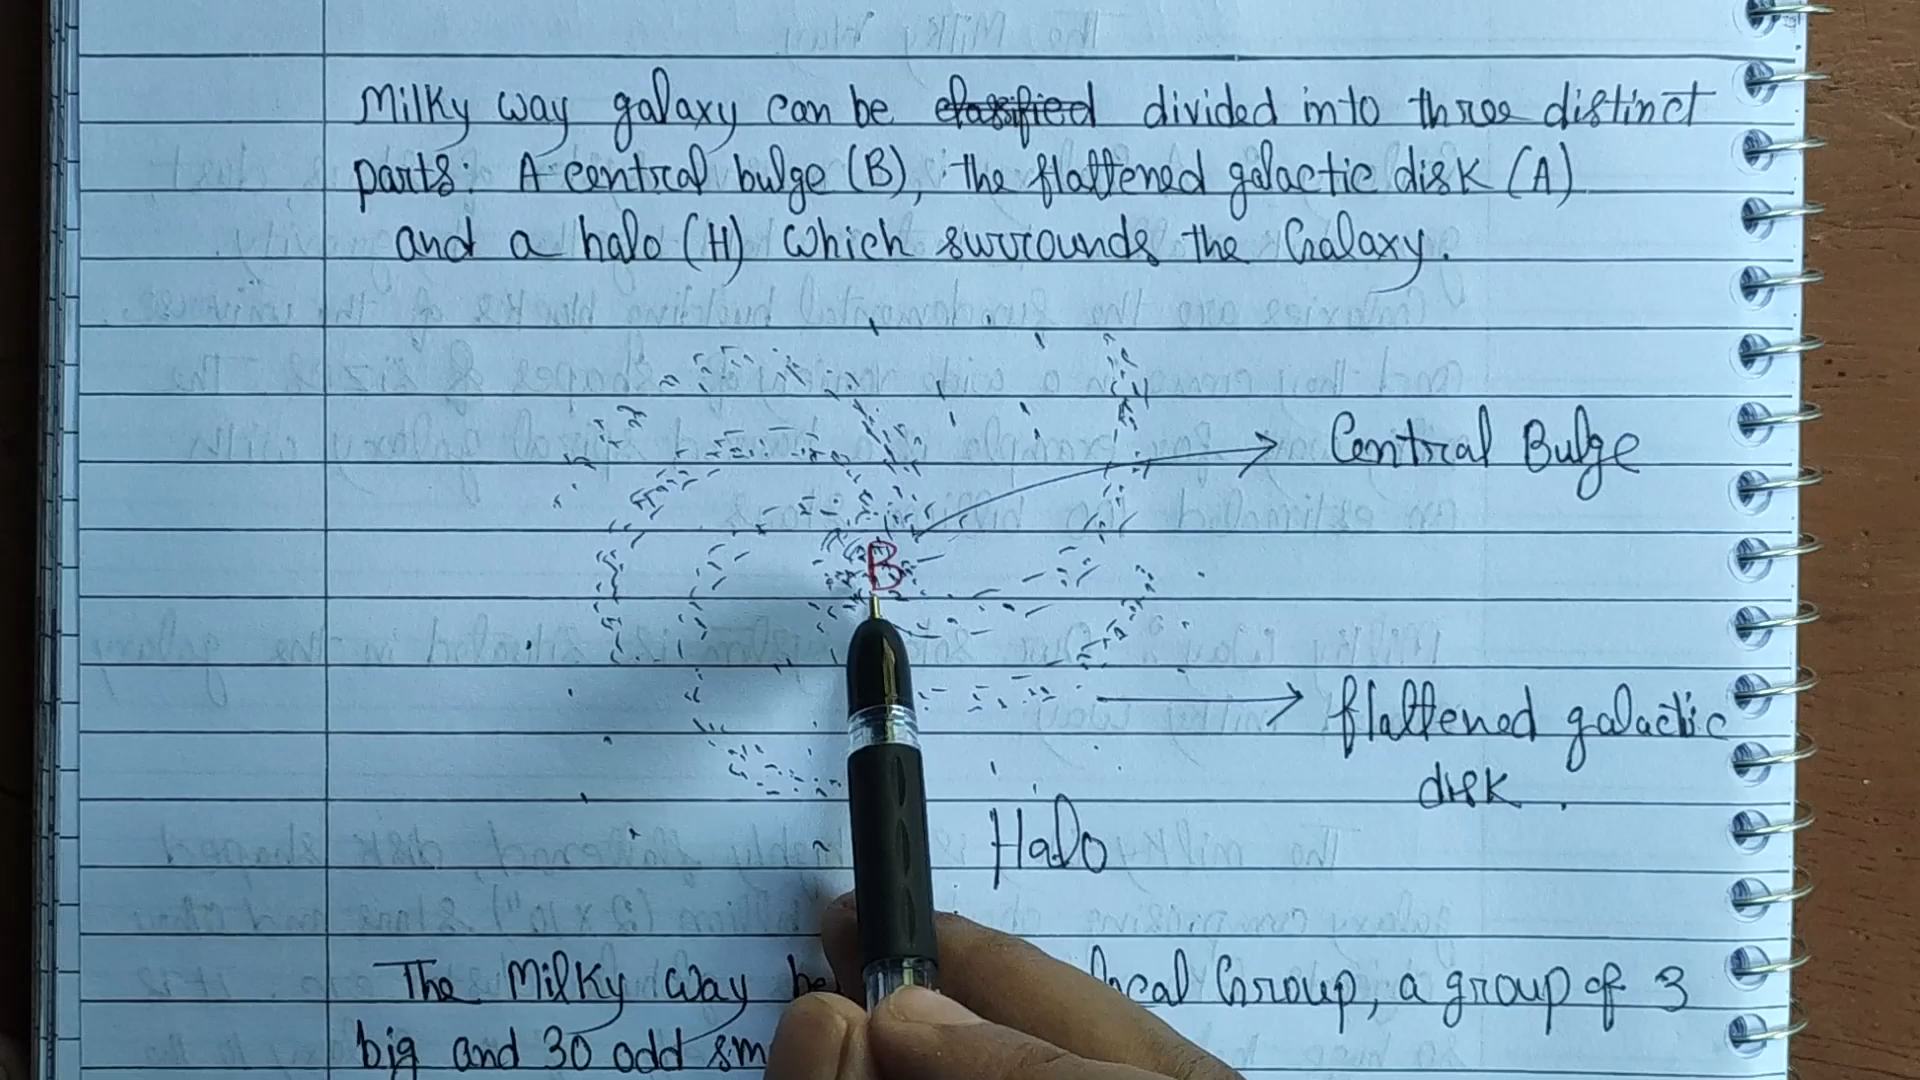 Milky way galaxy can be classified divided into three distinct
parts: A central bulge (B), the flattened galactic disk (A)
and a halo (H) which surrounds the Galaxy.
Central Bulge
B
flattened galactic
disk.
Halo
The Milky Way Local Group, a group of 3
big and 30 odd